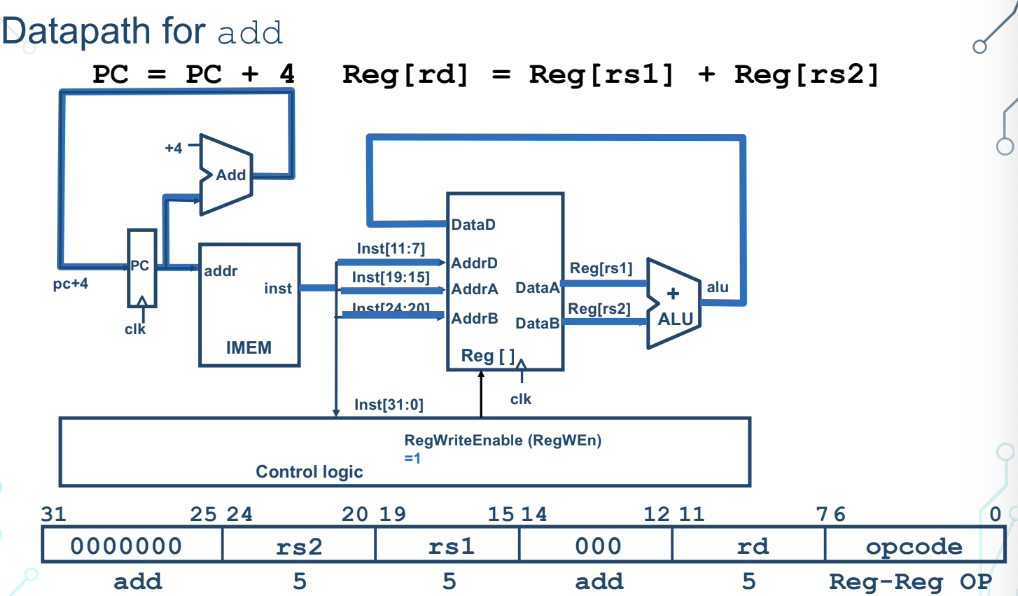 Datapath for add
PC = PC + 4 Reg[rd] = Reg[rs1] + Reg[rs2]
+4
Add
DataD
Inst[11:7]
AddrD
PC
addr
Inst[19:15]
Reg[rs1]
pc+4
inst
AddrA
DataA
+
alu
Inst[24:20]
Reg[rs2]
AddrB
DataB
ALU
clk
IMEM
Reg [ ]
clk
Inst[31:0]
RegWriteEnable (RegWEn)
=1
Control logic
31 25 24 20 19 15 14 12 11 7 6 0
0000000 rs2 rs1 000 rd opcode
add 5 5 add 5 Reg-Reg OP